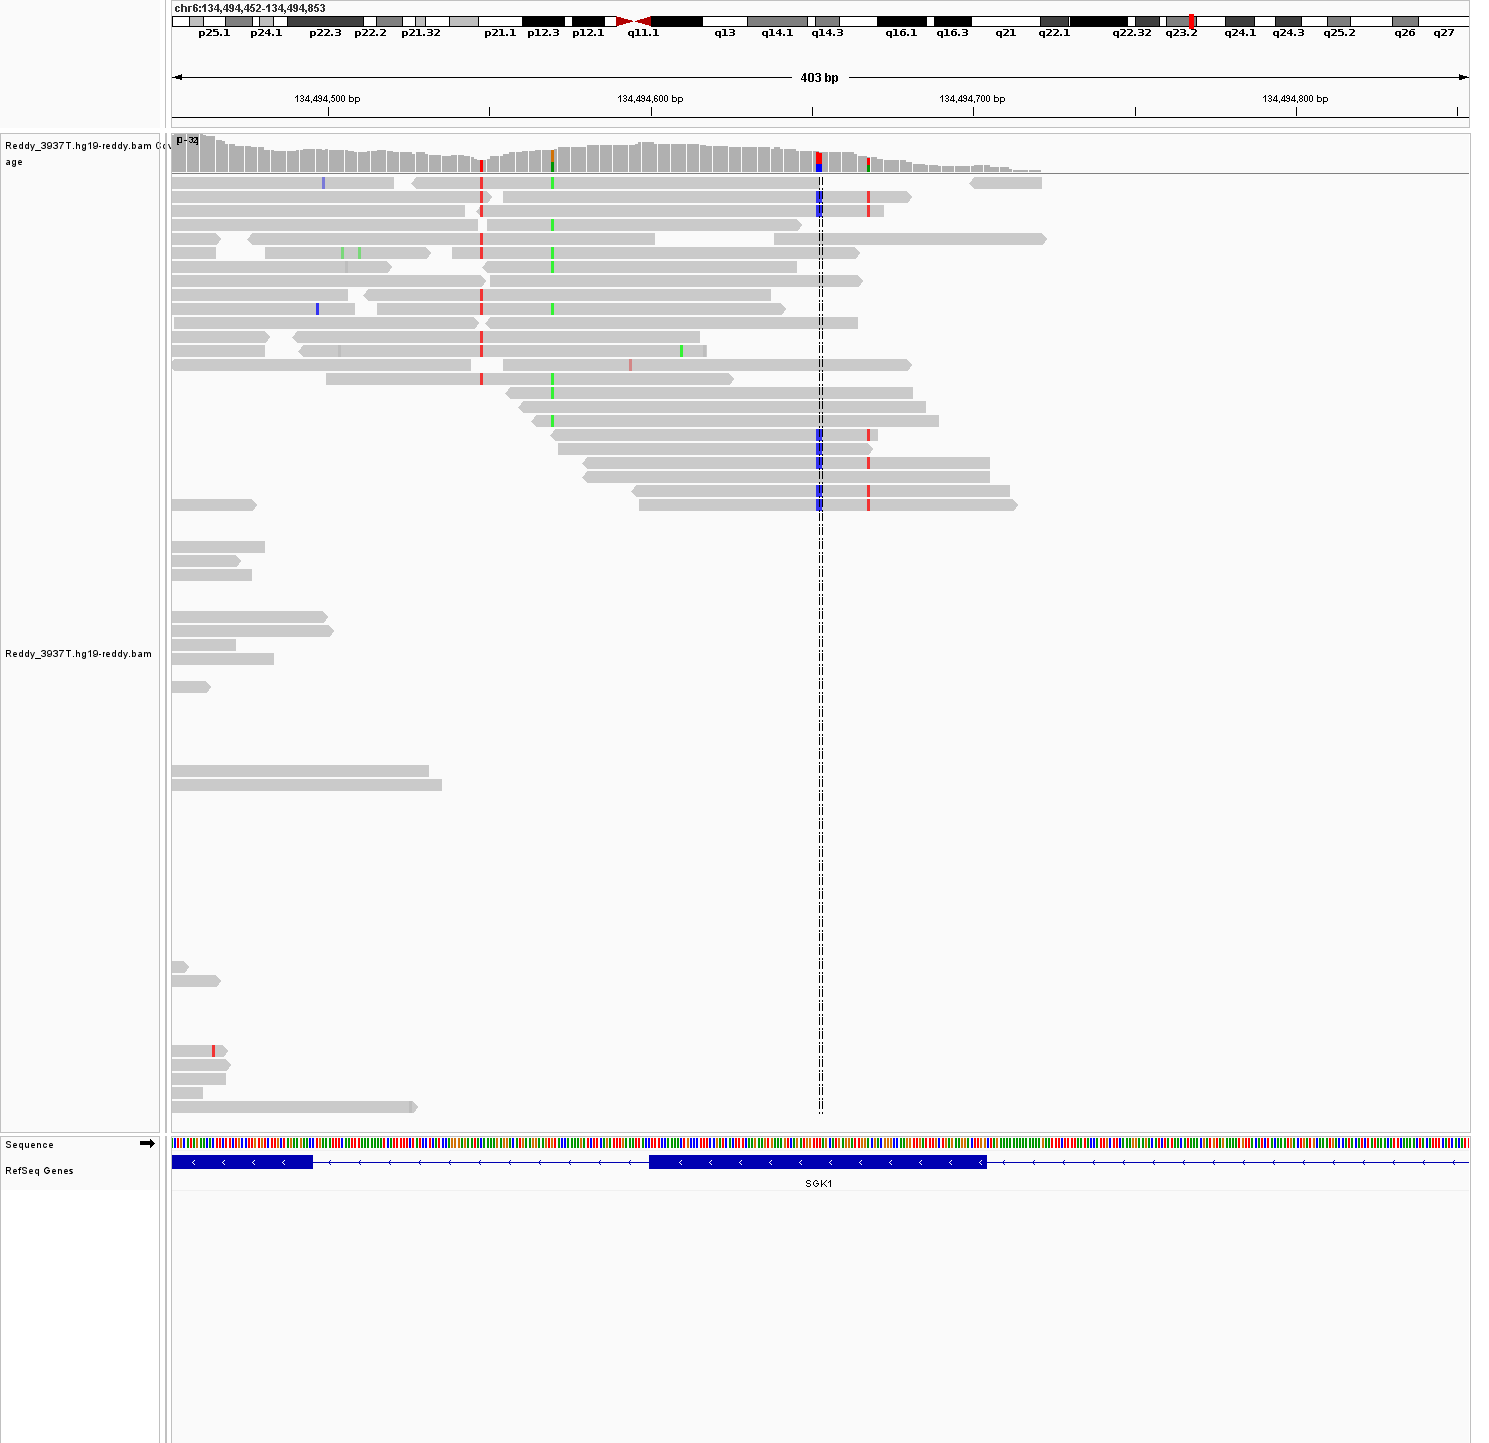 chr6:134,494,452-134,494,853
p25.1 p24.1 p22.3 p22.2 p21.32 p21.1 p12.3 p12.1 q11.1 q13 q14.1 q14.3 q16.1 q16.3 q21 q22.1 q22.32 q23.2 q24.1 q24.3 q25.2 q26 q27
403 bp
134,494,500 bp 134,494,600 bp 134,494,700 bp 134,494,800 bp
[0 - 32]
Reddy_3937T.hg19-reddy.bam Cov
age
Reddy_3937T.hg19-reddy.bam
Sequence
RefSeq Genes
SGK1